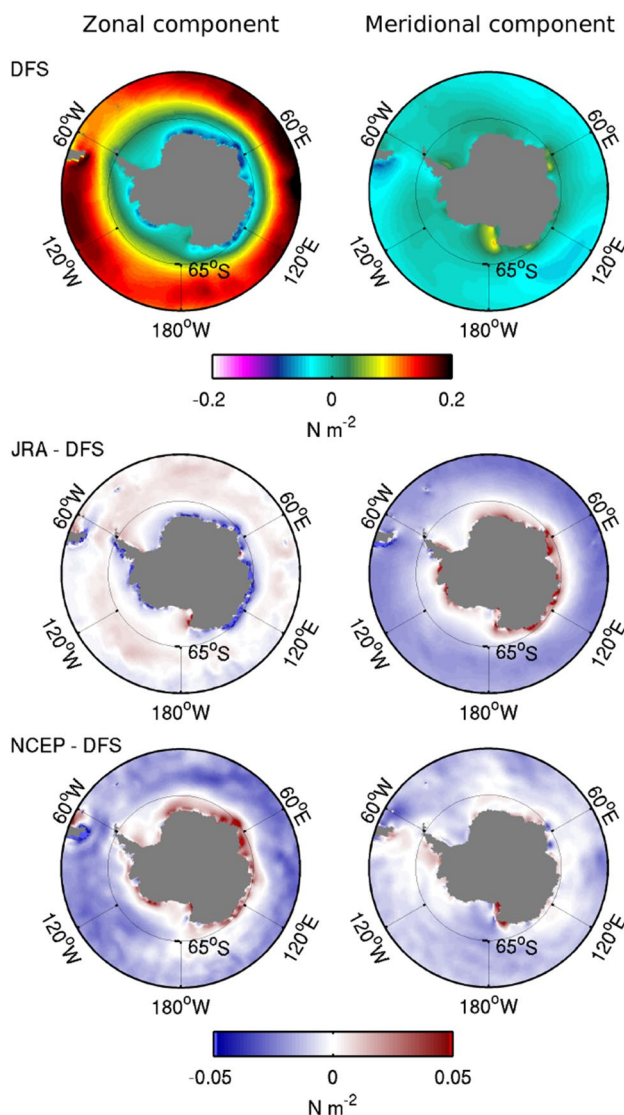 Zonal component Meridional component
DFS
60°W 60°E 60°W 60°E
120°W 65°S 120°E 120°W 65°S 120°E
180°W 180°W
-0.2 0 0.2
N m-2
JRA - DFS
60°W 60°E 60°W 60°E
120°W 65°S 120°E 120°W 65°S 120°E
180°W 180°W
NCEP - DFS
60°W 60°E 60°W 60°E
120°W 65°S 120°E 120°W 65°S 120°E
180°W 180°W
-0.05 0 0.05
N m-2